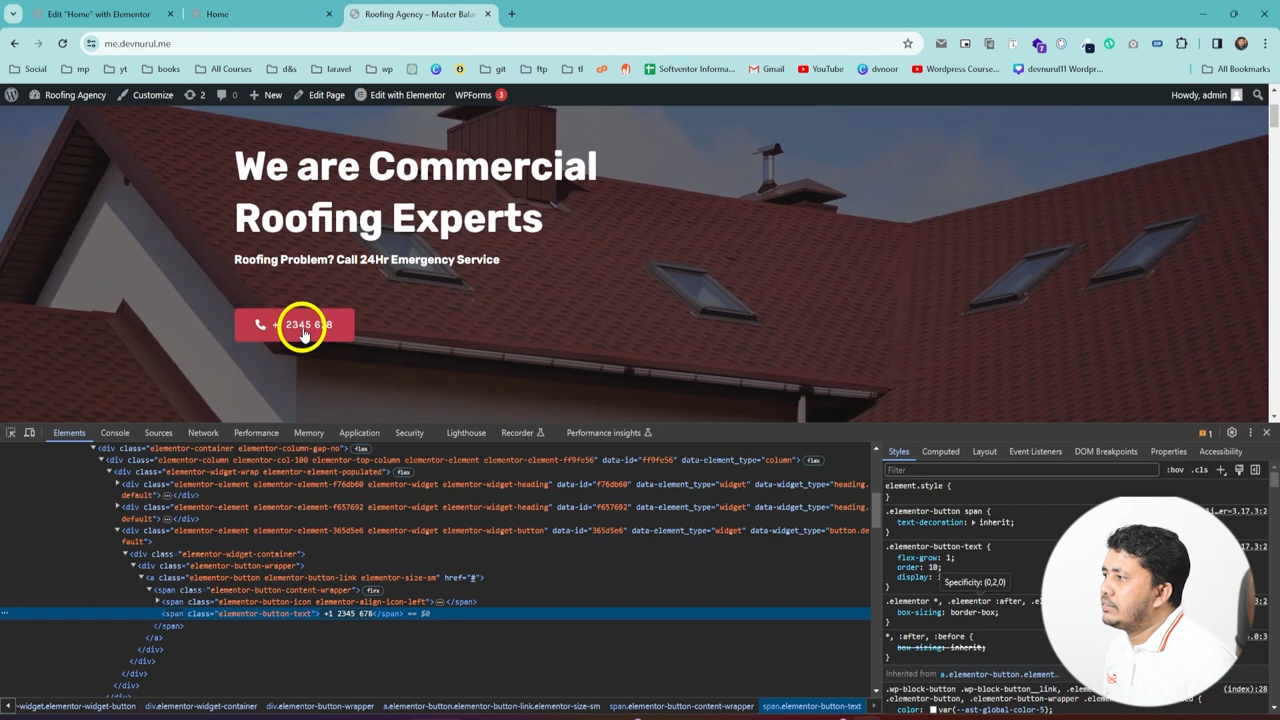 Edit "Home" with Elementor
Home
Roofing Agency – Master Bala
me.devnurul.me
7
Social
mp
yt
books
All Courses
d&s
laravel
wp
git
ftp
tl
Softventor Informa...
Gmail
YouTube
dvnoor
Wordpress Course...
devnurul11 Wordpr...
All Bookmarks
Roofing Agency
Customize
2
New
Edit Page
Edit with Elementor
WPForms 3
Howdy, admin
We are Commercial
Roofing Experts
Roofing Problem? Call 24Hr Emergency Service
Elements
Console
Sources
Network
Performance
Memory
Application
Security
Lighthouse
Recorder
Performance insights
1
<div class="elementor-container elementor-column-gap-no"> flex
<div class="elementor-column elementor-col-100 elementor-top-column elementor-element elementor-element-ff9fe56" data-id="ff9fe56" data-element_type="column"> flex
<div class="elementor-widget-wrap elementor-element-populated"> flex
<div class="elementor-element elementor-element-f76db60 elementor-widget elementor-widget-heading" data-id="f76db60" data-element_type="widget" data-widget_type="heading.
default"> … </div>
<div class="elementor-element elementor-element-f657692 elementor-widget elementor-widget-heading" data-id="f657692" data-element_type="widget" data-widget_type="heading.
default"> … </div>
<div class="elementor-element elementor-element-365d5e6 elementor-widget elementor-widget-button" data-id="365d5e6" data-element_type="widget" data-widget_type="button.de
fault">
<div class="elementor-widget-container">
<div class="elementor-button-wrapper">
<a class="elementor-button elementor-button-link elementor-size-sm" href="#">
<span class="elementor-button-content-wrapper"> flex
<span class="elementor-button-icon elementor-align-icon-left"> … </span>
<span class="elementor-button-text"> +1 2345 678</span> == $0
</span>
</a>
</div>
</div>
</div>
</div>
-widget.elementor-widget-button
div.elementor-widget-container
div.elementor-button-wrapper
a.elementor-button.elementor-button-link.elementor-size-sm
span.elementor-button-content-wrapper
span.elementor-button-text
Styles
Computed
Layout
Event Listeners
DOM Breakpoints
Properties
Accessibility
Filter
:hov .cls
element.style {
}
.elementor-button span {
text-decoration: inherit;
}
.elementor-button-text {
flex-grow: 1;
order: 10;
display:
}
Specificity: (0,2,0)
.elementor *, .elementor :after,
box-sizing: border-box;
}
*, :after, :before {
box-sizing: inherit;
}
Inherited from a.elementor-button.element…
.wp-block-button .wp-block-button__link,
(index):28
.elementor-button-wrapper .elementor-button,
color: var(--ast-global-color-5);